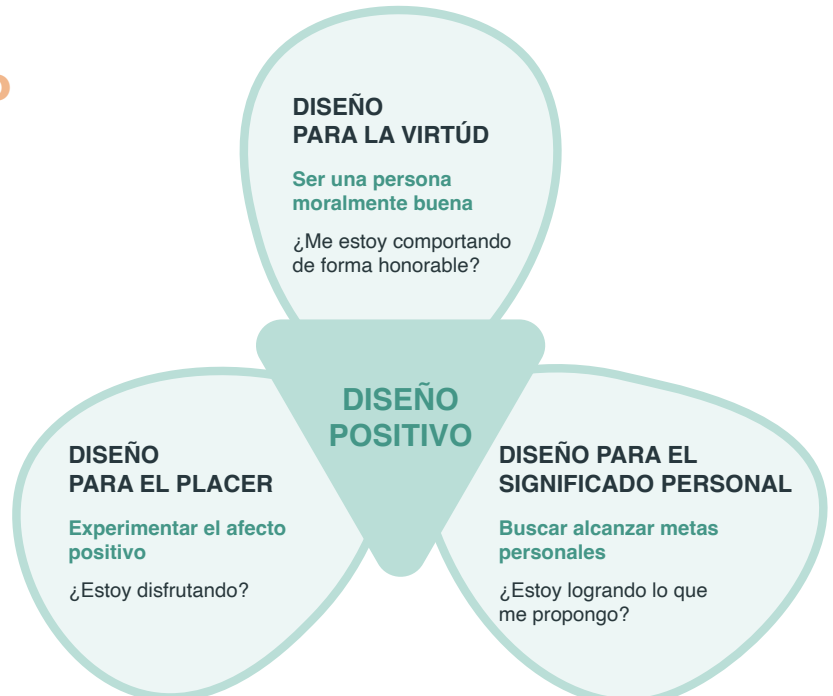 DISEÑO
PARA LA VIRTÚD
Ser una persona
moralmente buena
¿Me estoy comportando
de forma honorable?
DISEÑO
POSITIVO
DISEÑO
PARA EL PLACER
Experimentar el afecto
positivo
¿Estoy disfrutando?
DISEÑO PARA EL
SIGNIFICADO PERSONAL
Buscar alcanzar metas
personales
¿Estoy logrando lo que
me propongo?